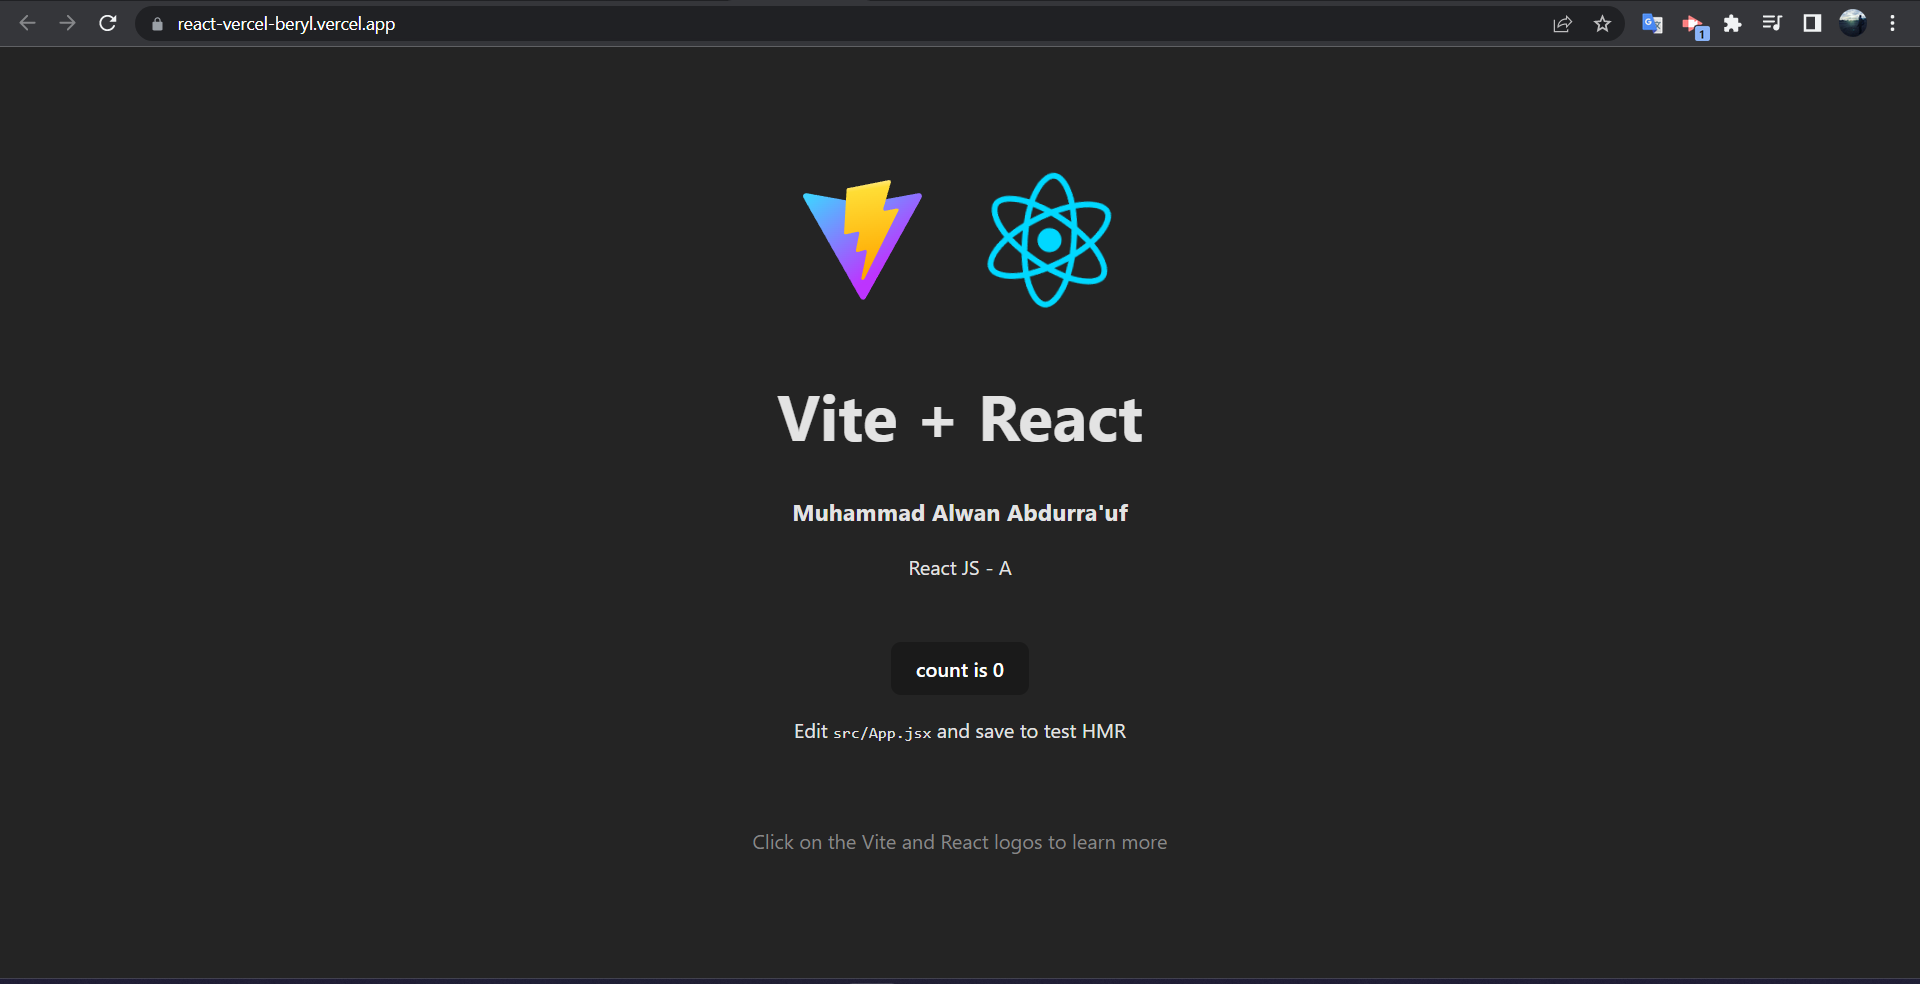 react-vercel-beryl.vercel.app
1
Vite + React
Muhammad Alwan Abdurra'uf
React JS - A
count is 0
Edit src/App.jsx and save to test HMR
Click on the Vite and React logos to learn more